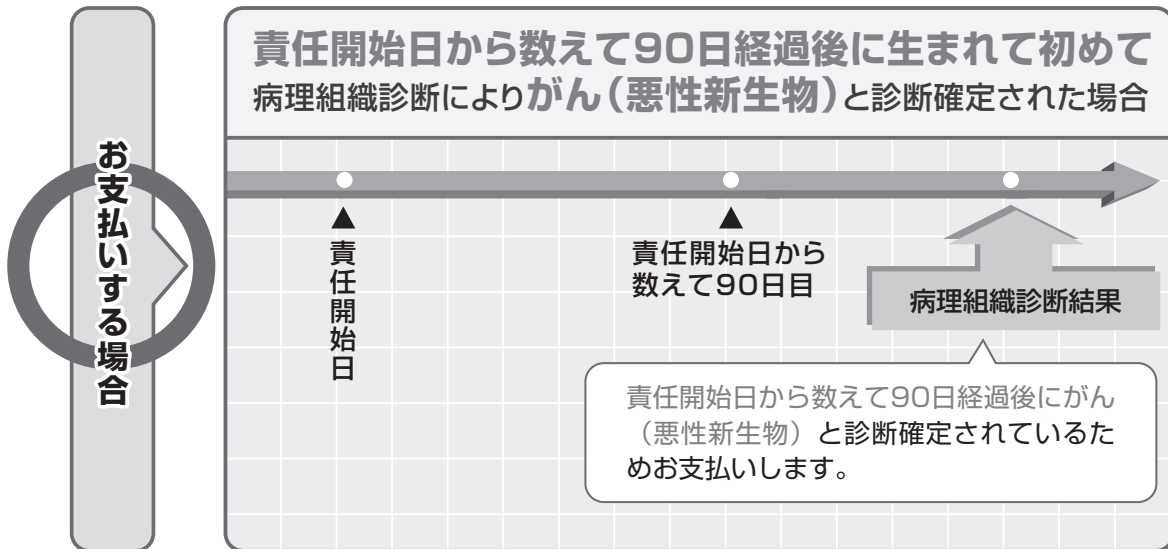 お支払いする場合
責任開始日から数えて90日経過後に生まれて初めて
病理組織診断によりがん(悪性新生物)と診断確定された場合
▲
責任開始日
▲
責任開始日から
数えて90日目
病理組織診断結果
責任開始日から数えて90日経過後にがん
(悪性新生物)と診断確定されているた
めお支払いします。